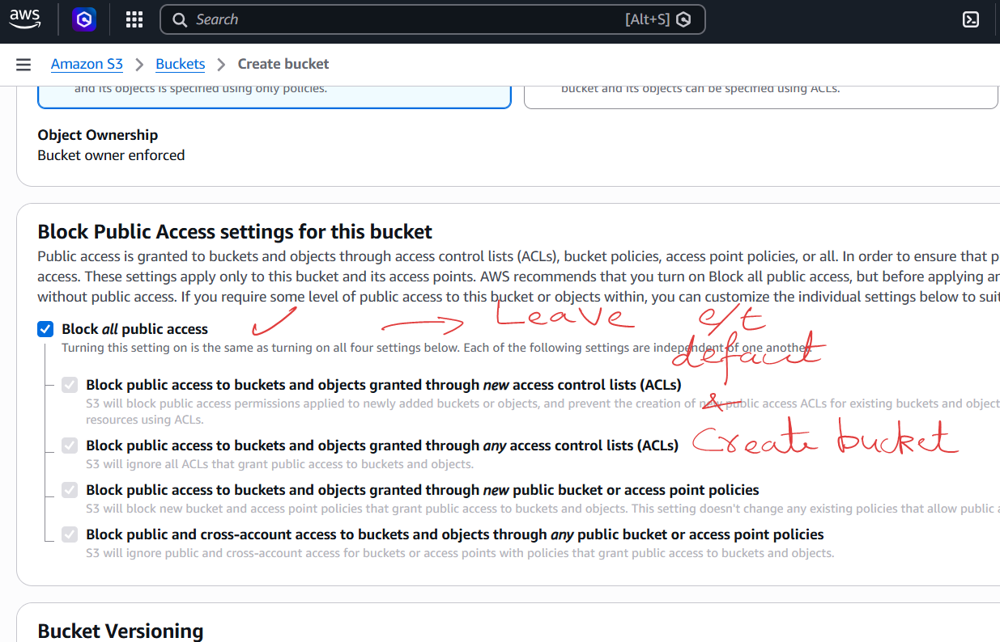 aws
Search [Alt+S]
Amazon S3 > Buckets > Create bucket
and its objects is specified using only policies.
bucket and its objects can be specified using ACLs.
Object Ownership
Bucket owner enforced
Block Public Access settings for this bucket
Public access is granted to buckets and objects through access control lists (ACLs), bucket policies, access point policies, or all. In order to ensure that p
access. These settings apply only to this bucket and its access points. AWS recommends that you turn on Block all public access, but before applying ar
without public access. If you require some level of public access to this bucket or objects within, you can customize the individual settings below to suit
Block all public access
Leave
Turning this setting on is the same as turning on all four settings below. Each of the following settings are independent of one another.
Block public access to buckets and objects granted through new access control lists (ACLs)
S3 will block public access permissions applied to newly added buckets or objects, and prevent the creation of new public access ACLs for existing buckets and object
resources using ACLs.
&
Block public access to buckets and objects granted through any access control lists (ACLs)
Create bucket
S3 will ignore all ACLs that grant public access to buckets and objects.
Block public access to buckets and objects granted through new public bucket or access point policies
S3 will block new bucket and access point policies that grant public access to buckets and objects. This setting doesn't change any existing policies that allow public a
Block public and cross-account access to buckets and objects through any public bucket or access point policies
S3 will ignore public and cross-account access for buckets or access points with policies that grant public access to buckets and objects.
Bucket Versioning